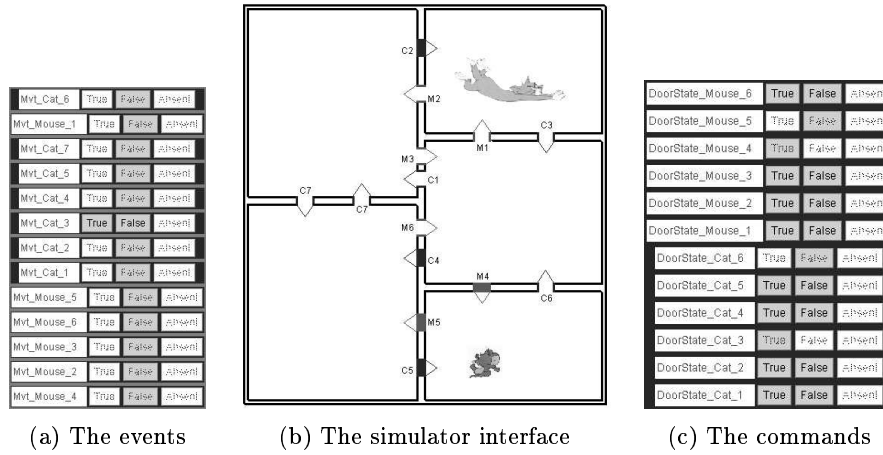 Mvt_Cat_6 True False Absent
Mvt_Mouse_1 True False Absent
Mvt_Cat_7 True False Absent
Mvt_Cat_5 True False Absent
Mvt_Cat_4 True False Absent
Mvt_Cat_3 True False Absent
Mvt_Cat_2 True False Absent
Mvt_Cat_1 True False Absent
Mvt_Mouse_5 True False Absent
Mvt_Mouse_6 True False Absent
Mvt_Mouse_3 True False Absent
Mvt_Mouse_2 True False Absent
Mvt_Mouse_4 True False Absent
(a) The events
C2
M2
C3
M1
M3
C1
C7
C7
M6
C4
M4
C6
M5
C5
(b) The simulator interface
DoorState_Mouse_6 True False Absent
DoorState_Mouse_5 True False Absent
DoorState_Mouse_4 True False Absent
DoorState_Mouse_3 True False Absent
DoorState_Mouse_2 True False Absent
DoorState_Mouse_1 True False Absent
DoorState_Cat_6 True False Absent
DoorState_Cat_5 True False Absent
DoorState_Cat_4 True False Absent
DoorState_Cat_3 True False Absent
DoorState_Cat_2 True False Absent
DoorState_Cat_1 True False Absent
(c) The commands